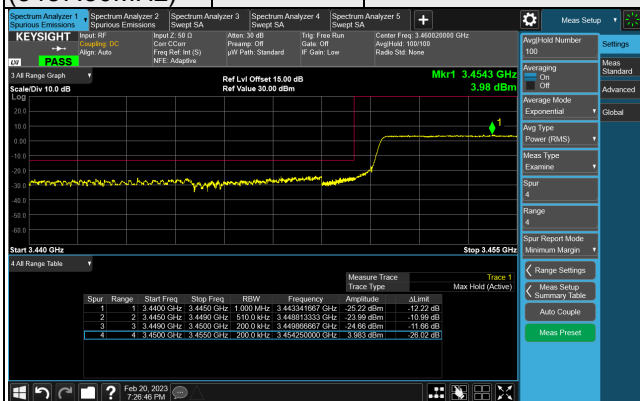 Spectrum Analyzer 1 Spectrum Analyzer 2 Spectrum Analyzer 3 Spectrum Analyzer 4 Spectrum Analyzer 5 +
Spurious Emissions Spurious Emissions Swept SA Swept SA Swept SA
Meas Setup
KEYSIGHT Input: RF Input Z: 50 Ω Atten: 30 dB Trig: Free Run Center Freq: 3.460020000 GHz
Coupling: DC Corr CCorr Preamp: Off Gate: Off Avg|Hold: 100/100
Align: Auto Freq Ref: Int (S) µW Path: Standard IF Gain: Low Radio Std: None
NFE: Adaptive
PASS
3 All Range Graph
Ref Lvl Offset 15.00 dB
Mkr1 3.4543 GHz
Scale/Div 10.0 dB Ref Value 30.00 dBm 3.98 dBm
Log
20.0
10.0
0.00
-10.0
-20.0
-30.0
-40.0
-50.0
-60.0
1
Start 3.440 GHz Stop 3.455 GHz
4 All Range Table
Measure Trace Trace 1
Trace Type Max Hold (Active)
Spur Range Start Freq Stop Freq RBW Frequency Amplitude ΔLimit
1 1 3.4400 GHz 3.4450 GHz 1.000 MHz 3.443341667 GHz -25.22 dBm -12.22 dB
2 2 3.4450 GHz 3.4490 GHz 510.0 kHz 3.448813333 GHz -23.99 dBm -10.99 dB
3 3 3.4490 GHz 3.4500 GHz 200.0 kHz 3.449866667 GHz -24.66 dBm -11.66 dB
4 4 3.4500 GHz 3.4550 GHz 200.0 kHz 3.454250000 GHz 3.983 dBm -26.02 dB
Feb 20, 2023
7:26:46 PM
?
Avg|Hold Number
100
Averaging
On
Off
Average Mode
Exponential
Avg Type
Power (RMS)
Meas Type
Examine
Spur
4
Range
4
Spur Report Mode
Minimum Margin
Range Settings
Meas Setup
Summary Table
Auto Couple
Meas Preset
Settings
Meas
Standard
Advanced
Global